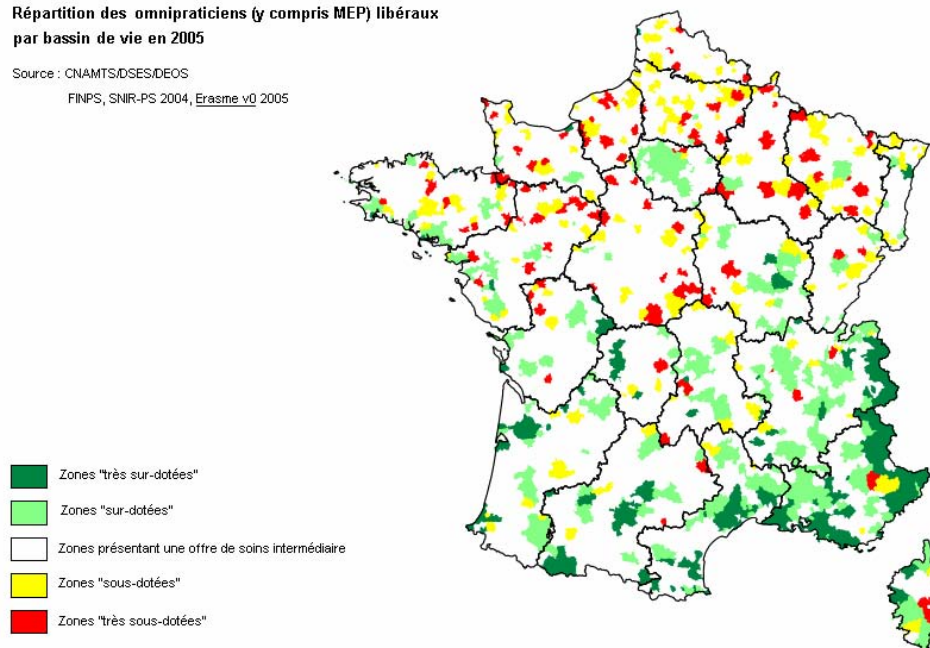 Répartition des omnipraticiens (y compris MEP) libéraux
par bassin de vie en 2005
Source : CNAMTS/DSES/DEOS
FINPS, SNIR-PS 2004, Erasme v0 2005
Zones "très sur-dotées"
Zones "sur-dotées"
Zones présentant une offre de soins intermédiaire
Zones "sous-dotées"
Zones "très sous-dotées"